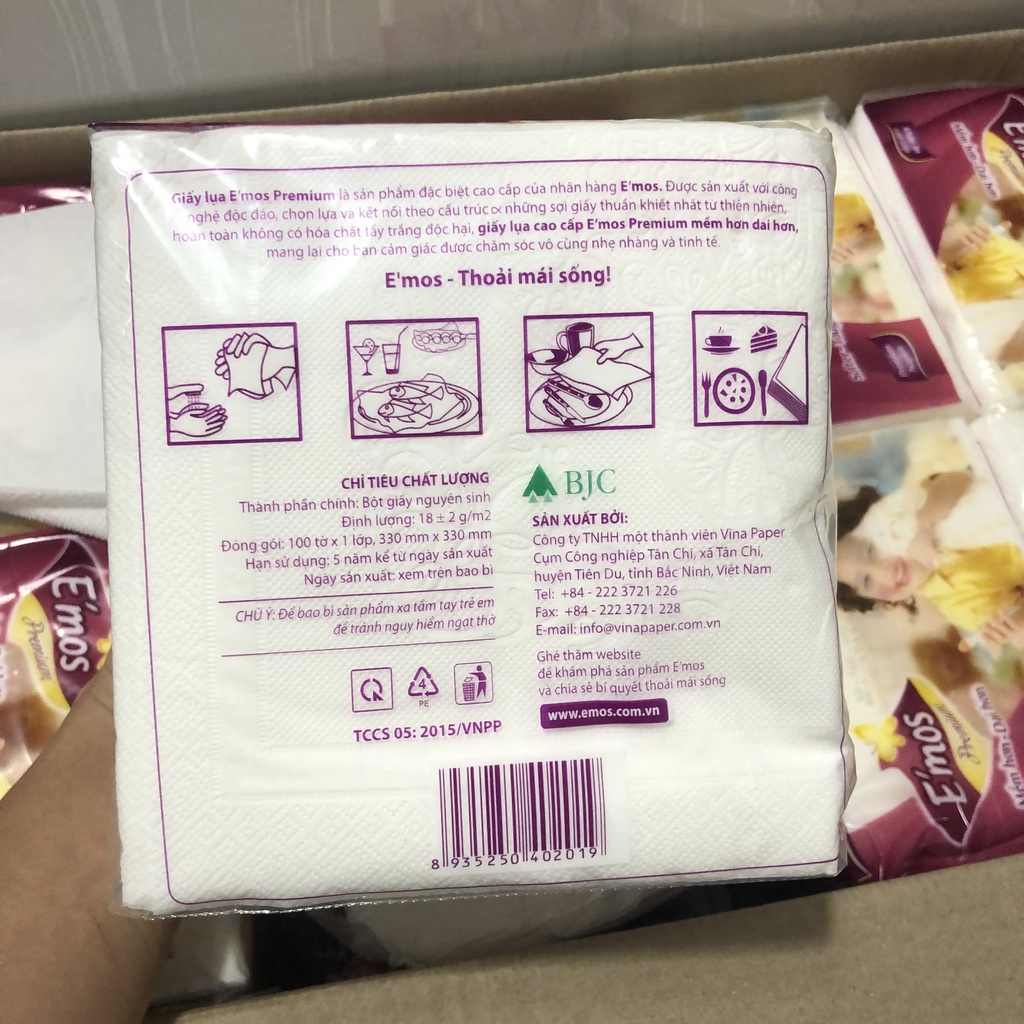 Giấy lụa E'mos Premium là sản phẩm đặc biệt cao cấp của nhãn hàng E'mos. Được sản xuất với công
nghệ độc đáo, chọn lựa và kết nối theo cấu trúc ∝ những sợi giấy thuần khiết nhất từ thiên nhiên,
hoàn toàn không có hóa chất tẩy trắng độc hại, giấy lụa cao cấp E'mos Premium mềm hơn dai hơn,
mang lại cho bạn cảm giác được chăm sóc vô cùng nhẹ nhàng và tinh tế.
E'mos - Thoải mái sống!
CHỈ TIÊU CHẤT LƯỢNG
Thành phần chính: Bột giấy nguyên sinh
Định lượng: 18 ± 2 g/m2
Đóng gói: 100 tờ x 1 lớp, 330 mm x 330 mm
Hạn sử dụng: 5 năm kể từ ngày sản xuất
Ngày sản xuất: xem trên bao bì
CHÚ Ý: Để bao bì sản phẩm xa tầm tay trẻ em
để tránh nguy hiểm ngạt thở
4
PE
TCCS 05: 2015/VNPP
BJC
SẢN XUẤT BỞI:
Công ty TNHH một thành viên Vina Paper
Cụm Công nghiệp Tân Chi, xã Tân Chi,
huyện Tiên Du, tỉnh Bắc Ninh, Việt Nam
Tel: +84 - 222 3721 226
Fax: +84 - 222 3721 228
E-mail: info@vinapaper.com.vn
Ghé thăm website
để khám phá sản phẩm E'mos
và chia sẻ bí quyết thoải mái sống
www.emos.com.vn
8 935250 402019
E'mos
Premium
E'mos
Premium
Mềm hơn - Dai hơn